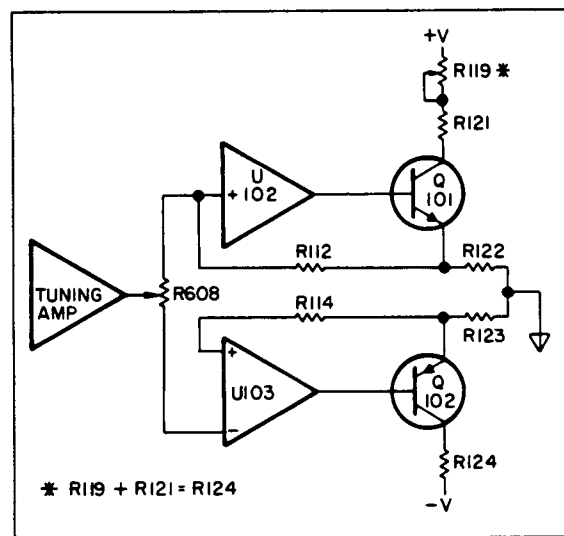 +V
R119 *
R121
U
102
+
Q
101
R112
R122
TUNING
AMP
R608
R114
R123
+
U103
-
Q
102
R124
* R119 + R121 = R124
-V